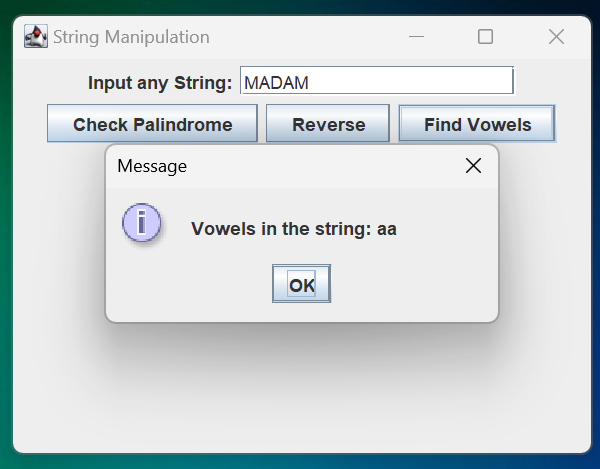 String Manipulation
Input any String: MADAM
Check Palindrome Reverse Find Vowels
Message
i Vowels in the string: aa
OK